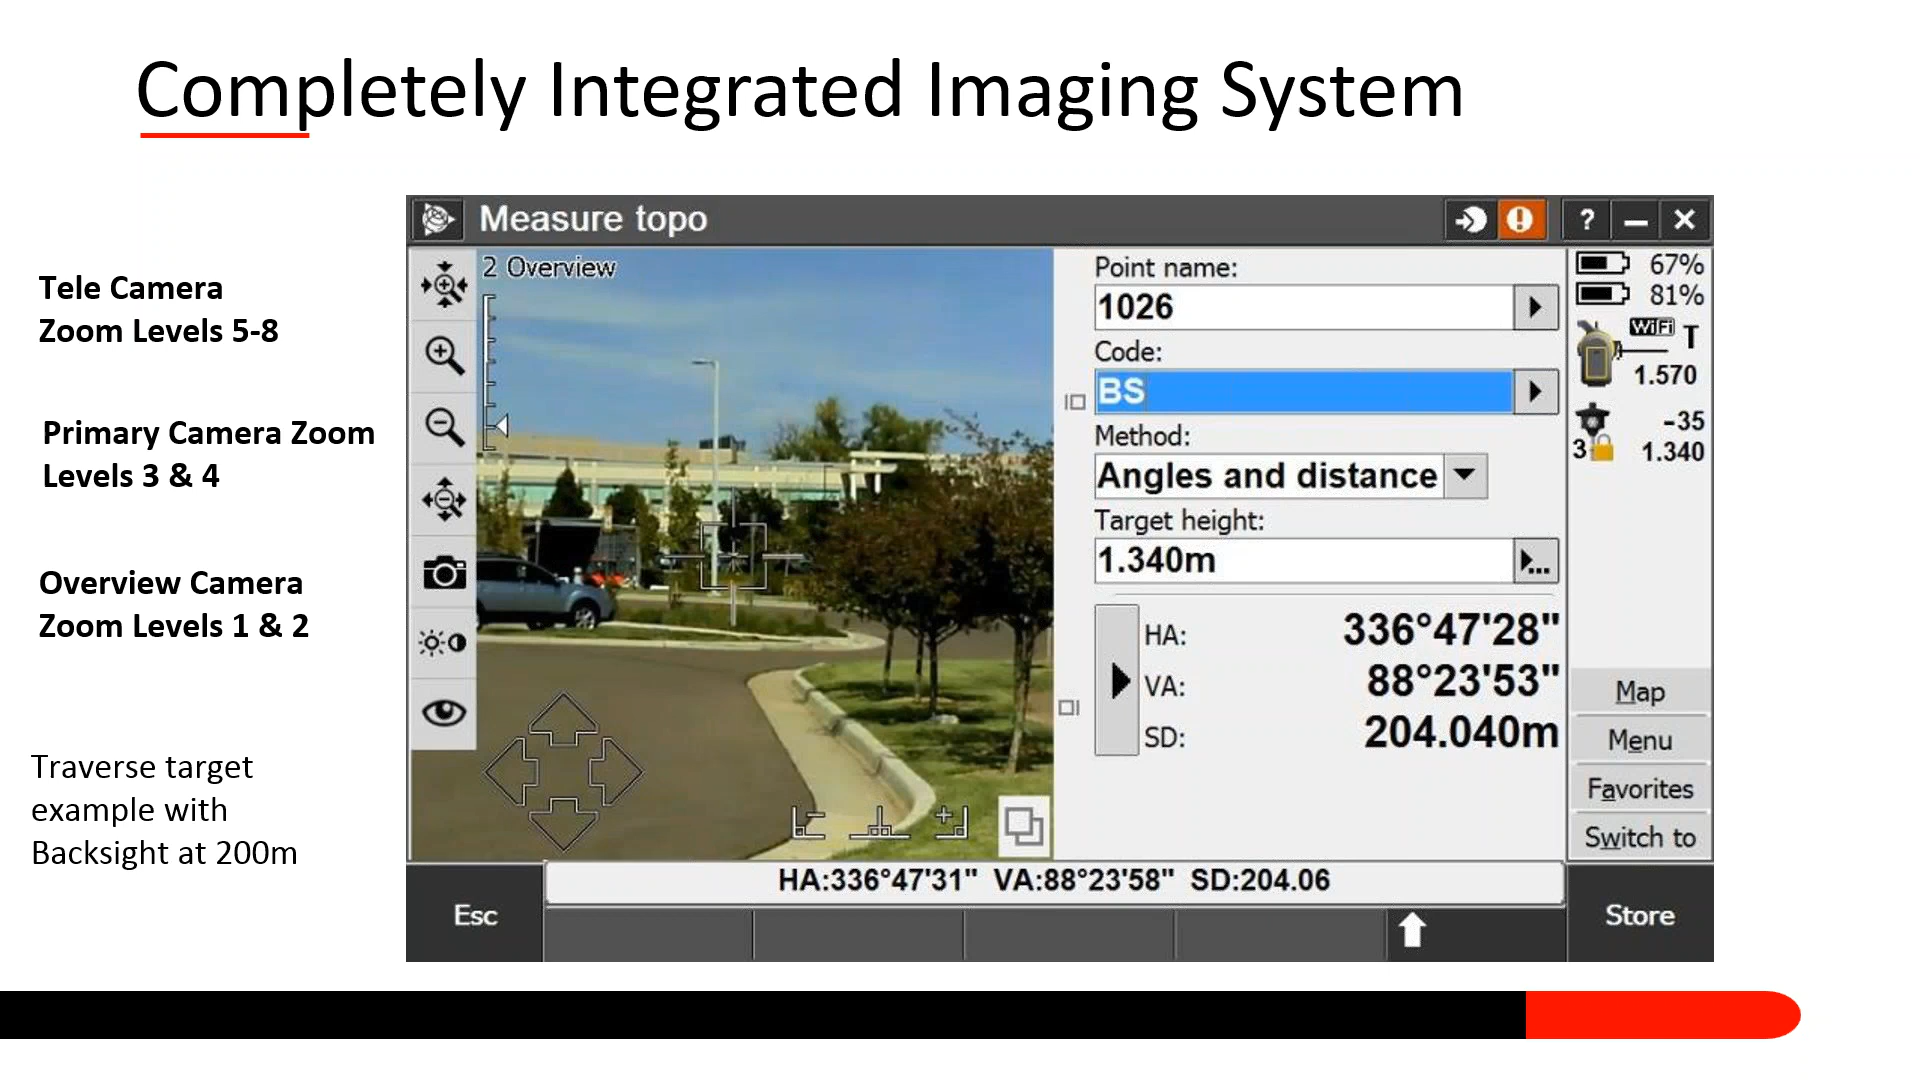 Completely Integrated Imaging System
Tele Camera
Zoom Levels 5-8
Primary Camera Zoom
Levels 3 & 4
Overview Camera
Zoom Levels 1 & 2
Traverse target
example with
Backsight at 200m
Measure topo
?
2 Overview
Point name:
1026
Code:
BS
Method:
Angles and distance
Target height:
1.340m
...
HA: 336°47'28"
VA: 88°23'53"
SD: 204.040m
67%
81%
WiFi T
1.570
-35
3 1.340
Map
Menu
Favorites
Switch to
HA:336°47'31" VA:88°23'58" SD:204.06
Esc
Store